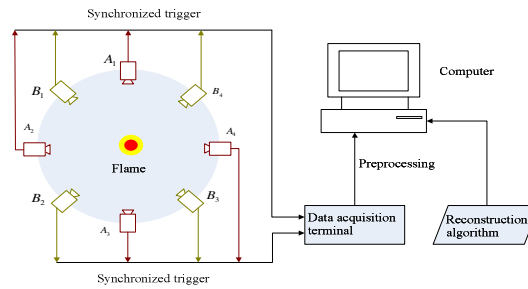 Synchronized trigger
A1
B1
B4
Computer
A2
A4
Flame
Preprocessing
B2
B3
A3
Data acquisition
terminal
Reconstruction
algorithm
Synchronized trigger